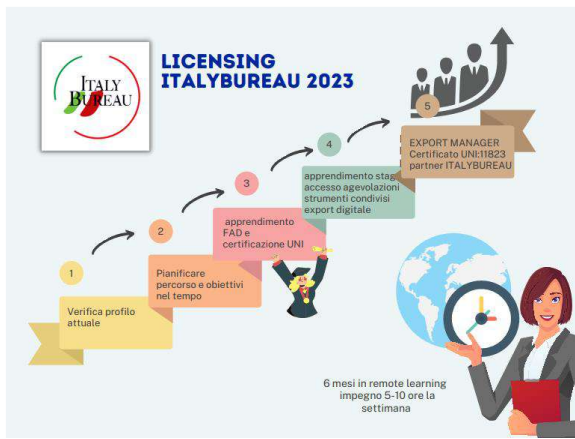 ITALY
BUREAU
LICENSING
ITALYBUREAU 2023
1
Verifica profilo
attuale
2
Pianificare
percorso e obiettivi
nel tempo
3
apprendimento
FAD e
certificazione UNI
4
apprendimento stag
accesso agevolazioni
strumenti condivisi
export digitale
5
EXPORT MANAGER
Certificato UNI:11823
partner ITALYBUREAU
6 mesi in remote learning
impegno 5-10 ore la
settimana